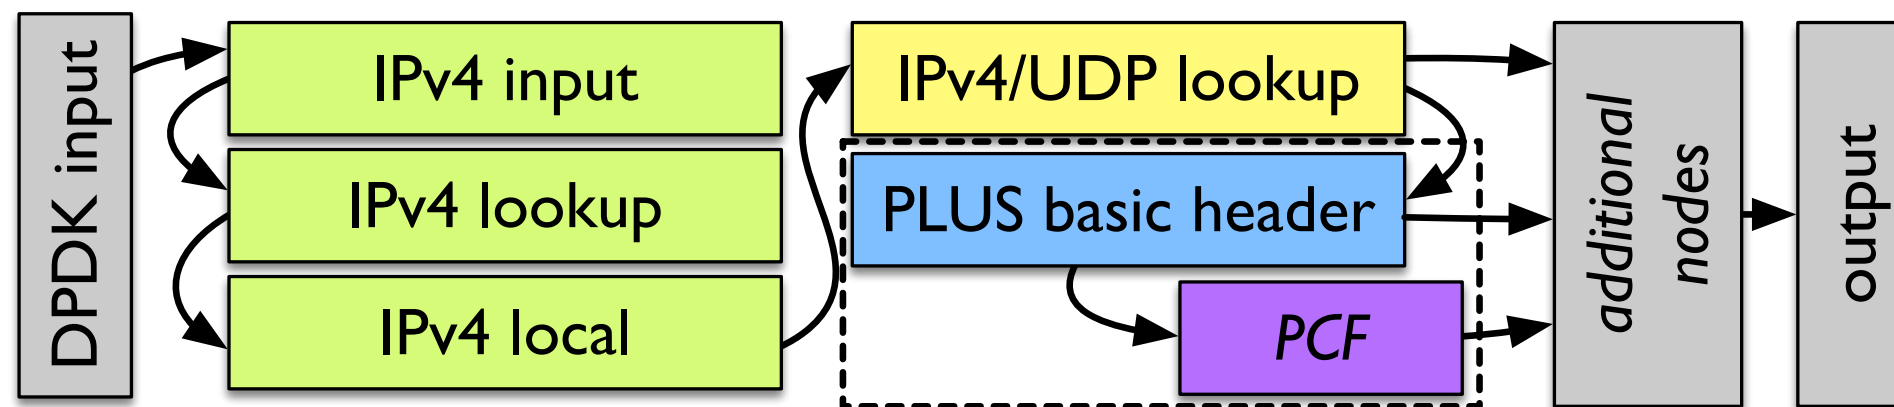 DPDK input
IPv4 input
IPv4 lookup
IPv4 local
IPv4/UDP lookup
PLUS basic header
PCF
additional
nodes
output